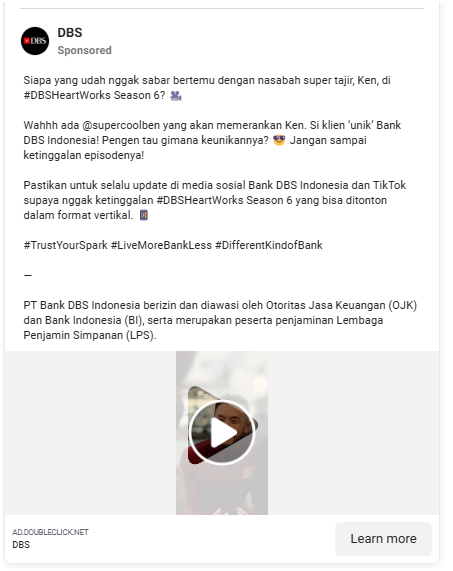 DBS
DBS
Sponsored
Siapa yang udah nggak sabar bertemu dengan nasabah super tajir, Ken, di
#DBSHeartWorks Season 6? 🎥
Wahhh ada @supercoolben yang akan memerankan Ken. Si klien ‘unik’ Bank
DBS Indonesia! Pengen tau gimana keunikannya? 😎 Jangan sampai
ketinggalan episodenya!
Pastikan untuk selalu update di media sosial Bank DBS Indonesia dan TikTok
supaya nggak ketinggalan #DBSHeartWorks Season 6 yang bisa ditonton
dalam format vertikal.
#TrustYourSpark #LiveMoreBankLess #DifferentKindofBank
—
PT Bank DBS Indonesia berizin dan diawasi oleh Otoritas Jasa Keuangan (OJK)
dan Bank Indonesia (BI), serta merupakan peserta penjaminan Lembaga
Penjamin Simpanan (LPS).
AD.DOUBLECLICK.NET
DBS
Learn more